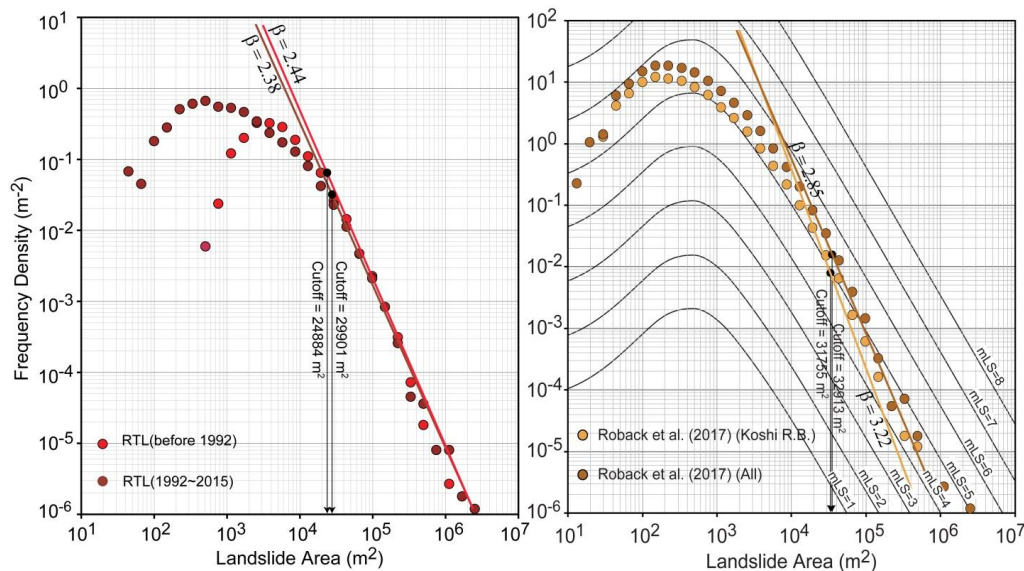 10^1
10^0
10^-1
10^-2
10^-3
10^-4
10^-5
10^-6
Frequency Density (m^-2)
β = 2.44
β = 2.38
Cutoff = 24884 m^2
Cutoff = 29901 m^2
RTL(before 1992)
RTL(1992~2015)
10^1 10^2 10^3 10^4 10^5 10^6 10^7
Landslide Area (m^2)
10^2
10^1
10^0
10^-1
10^-2
10^-3
10^-4
10^-5
10^-6
β = 2.85
β = 3.22
Cutoff = 31755 m^2
Cutoff = 32913 m^2
mLS=8
mLS=7
mLS=6
mLS=5
mLS=4
mLS=3
mLS=2
mLS=1
Roback et al. (2017) (Koshi R.B.)
Roback et al. (2017) (All)
10^1 10^2 10^3 10^4 10^5 10^6 10^7
Landslide Area (m^2)